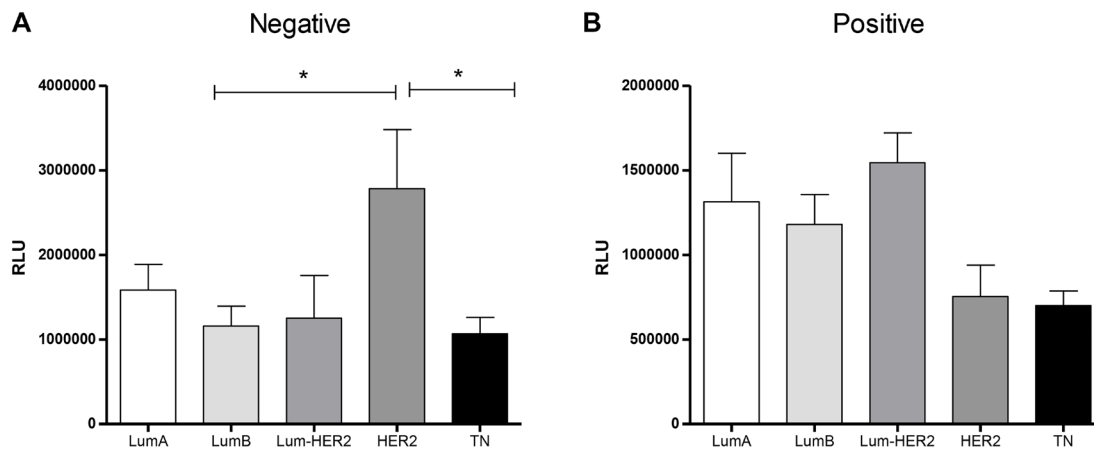 A
Negative
*
*
4000000
3000000
2000000
1000000
0
RLU
LumA
LumB
Lum-HER2
HER2
TN
B
Positive
2000000
1500000
1000000
500000
0
RLU
LumA
LumB
Lum-HER2
HER2
TN